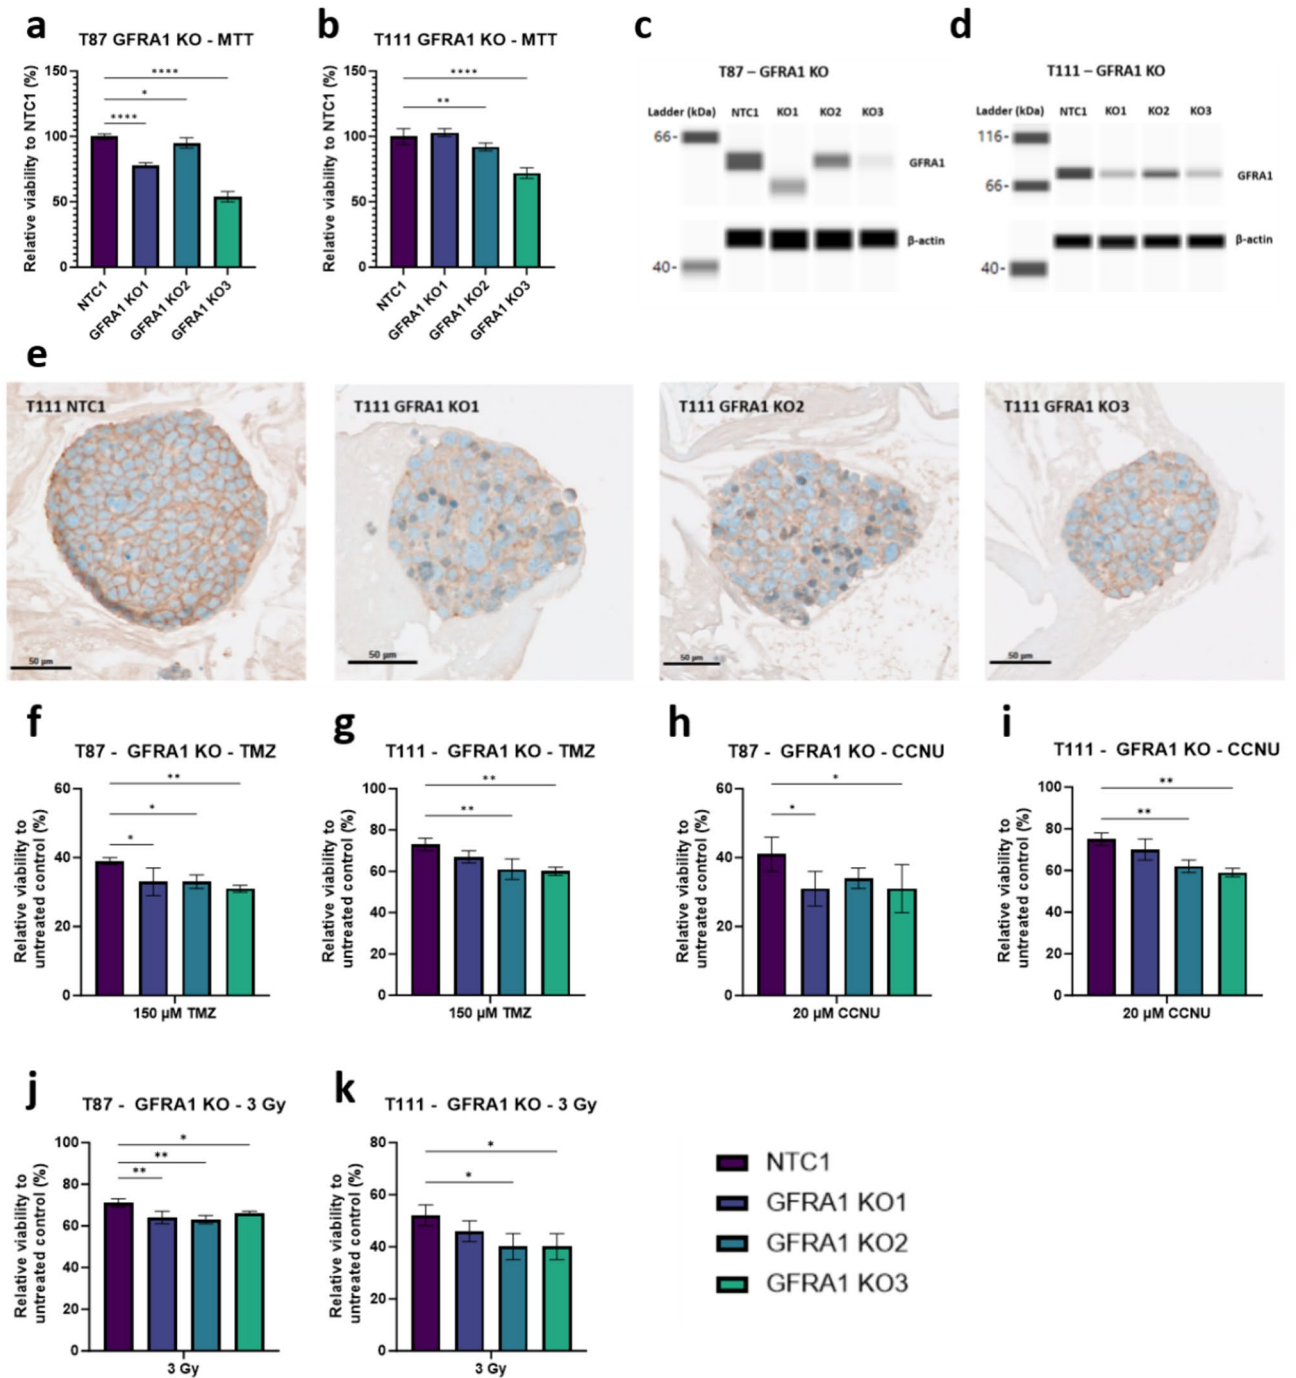 a
T87 GFRA1 KO - MTT
Relative viability to NTC1 (%)
150
100
50
0
****
*
****
NTC1
GFRA1 KO1
GFRA1 KO2
GFRA1 KO3
b
T111 GFRA1 KO - MTT
Relative viability to NTC1 (%)
150
100
50
0
****
**
NTC1
GFRA1 KO1
GFRA1 KO2
GFRA1 KO3
c
T87 – GFRA1 KO
Ladder (kDa) NTC1 KO1 KO2 KO3
66-
GFRA1
β-actin
40-
d
T111 – GFRA1 KO
Ladder (kDa) NTC1 KO1 KO2 KO3
116-
66-
GFRA1
β-actin
40-
e
T111 NTC1
50 µm
T111 GFRA1 KO1
50 µm
T111 GFRA1 KO2
50 µm
T111 GFRA1 KO3
50 µm
f
T87 - GFRA1 KO - TMZ
Relative viability to
untreated control (%)
60
40
20
0
**
*
*
150 µM TMZ
g
T111 - GFRA1 KO - TMZ
Relative viability to
untreated control (%)
100
80
60
40
20
0
**
**
150 µM TMZ
h
T87 - GFRA1 KO - CCNU
Relative viability to
untreated control (%)
60
40
20
0
*
*
20 µM CCNU
i
T111 - GFRA1 KO - CCNU
Relative viability to
untreated control (%)
100
80
60
40
20
0
**
**
20 µM CCNU
j
T87 - GFRA1 KO - 3 Gy
Relative viability to
untreated control (%)
100
80
60
40
20
0
*
**
**
3 Gy
k
T111 - GFRA1 KO - 3 Gy
Relative viability to
untreated control (%)
80
60
40
20
0
*
*
3 Gy
NTC1
GFRA1 KO1
GFRA1 KO2
GFRA1 KO3